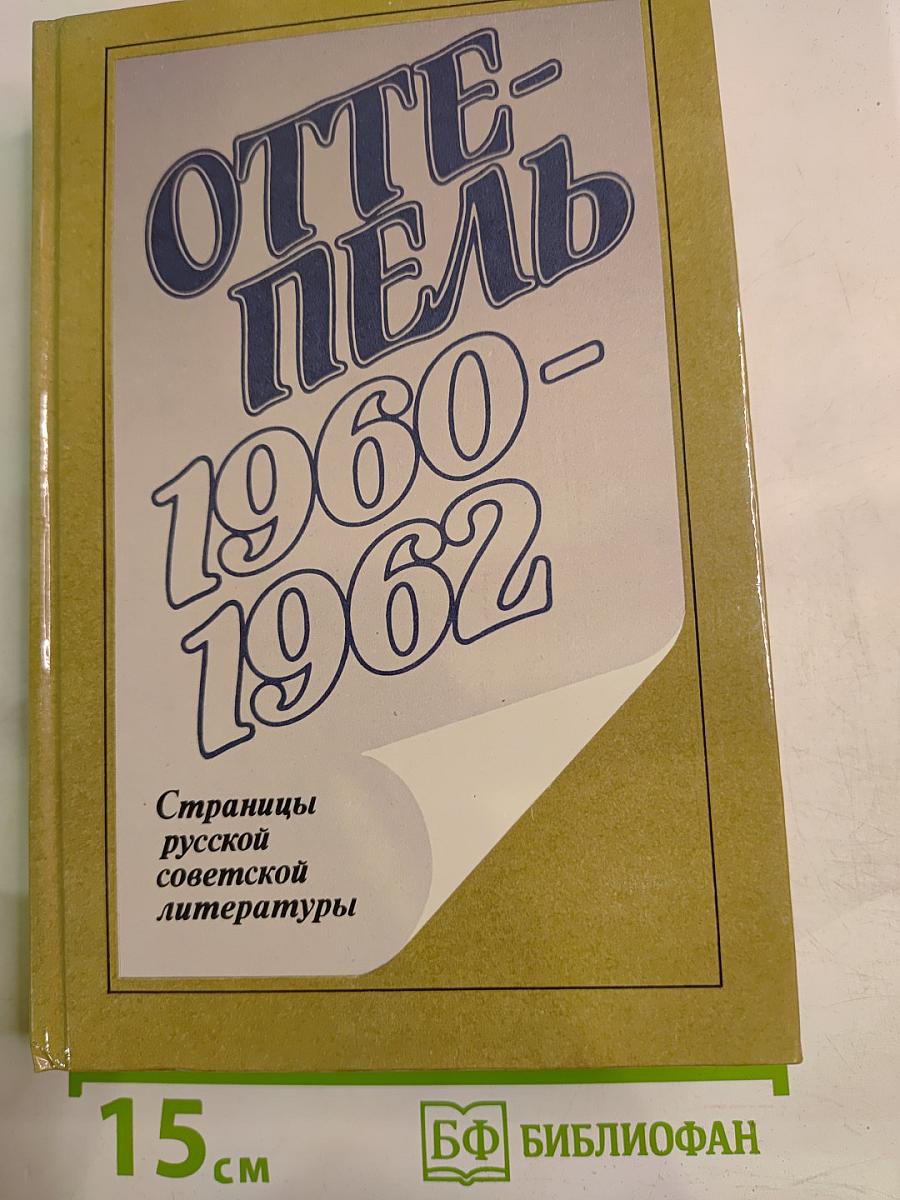 ОТТЕ-
ПЕЛЬ
1960-
1962
Страницы
русской
советской
литературы
15 см
БФ БИБЛИОФАН